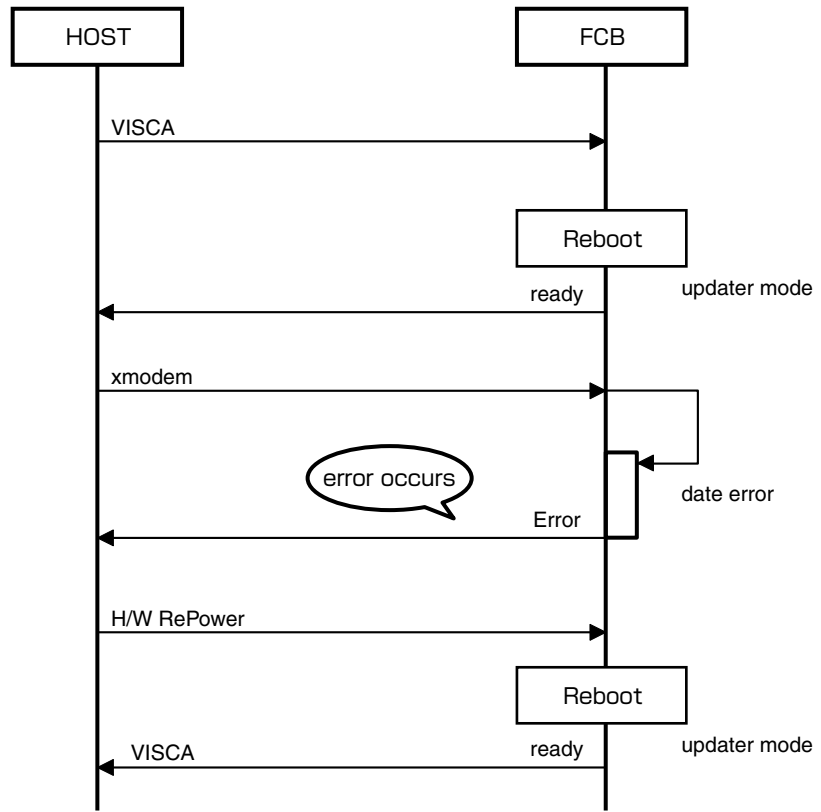 HOST
FCB
VISCA
Reboot
ready
updater mode
xmodem
error occurs
date error
Error
H/W RePower
Reboot
VISCA
ready
updater mode